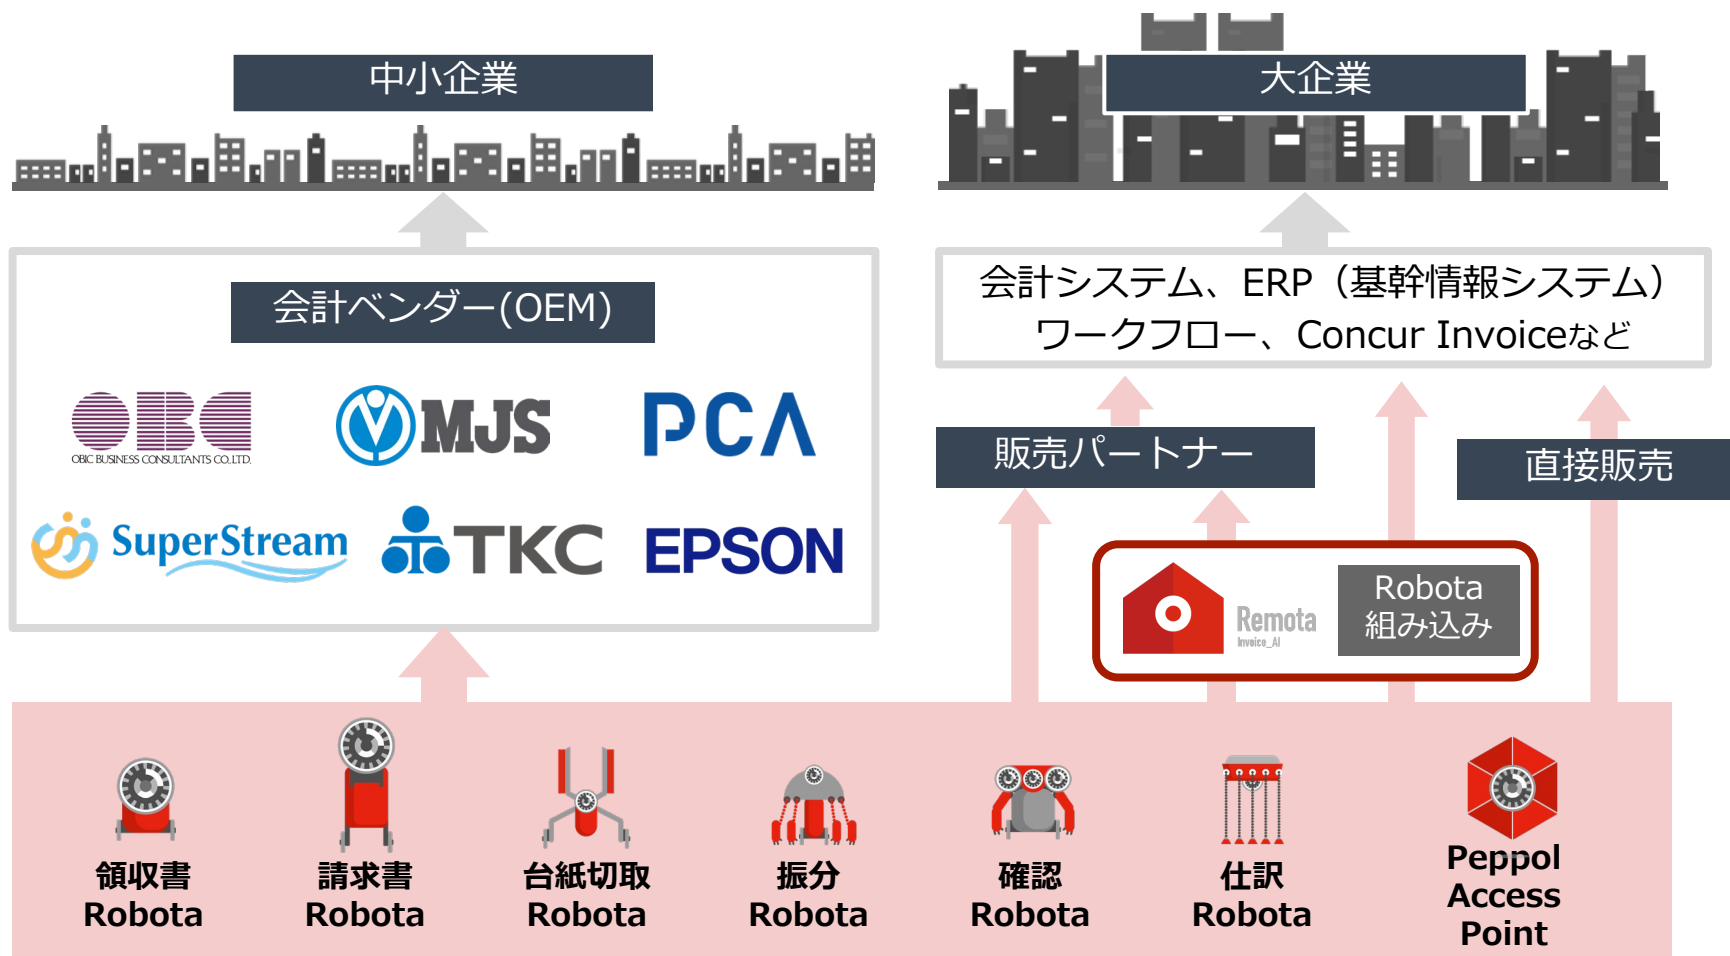 中小企業
大企業
会計ベンダー(OEM)
OBC
OBIC BUSINESS CONSULTANTS CO.,LTD.
MJS
PCA
SuperStream
TKC
EPSON
会計システム、ERP（基幹情報システム）
ワークフロー、Concur Invoiceなど
販売パートナー
直接販売
Remota
Invoice_AI
Robota
組み込み
領収書
Robota
請求書
Robota
台紙切取
Robota
振分
Robota
確認
Robota
仕訳
Robota
Peppol
Access
Point